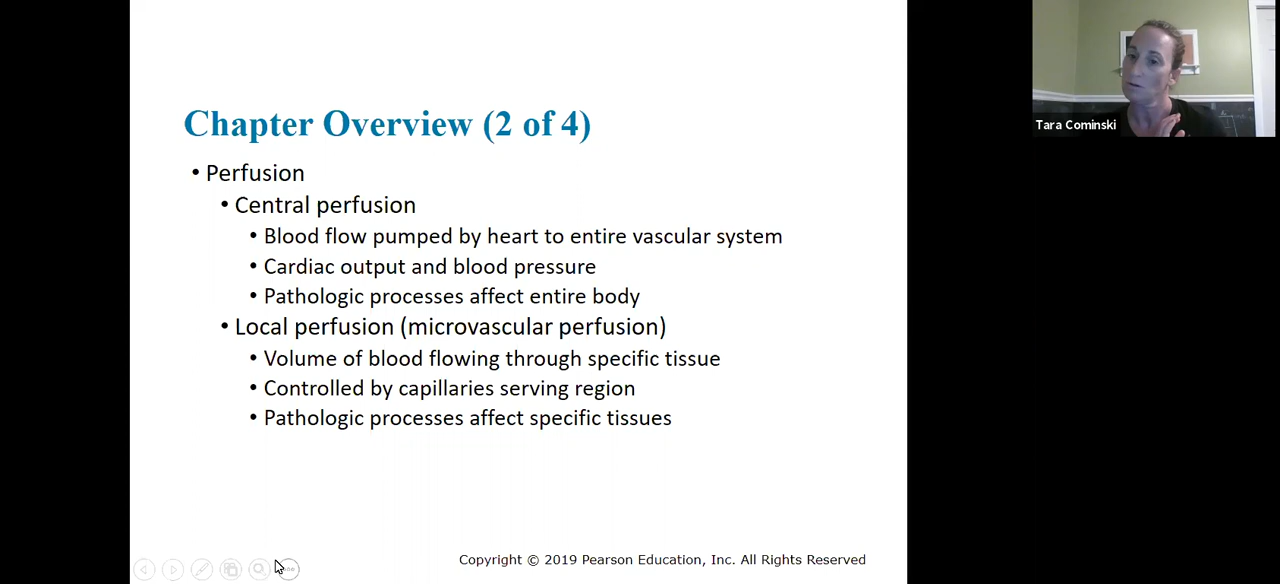 Chapter Overview (2 of 4)
• Perfusion
• Central perfusion
• Blood flow pumped by heart to entire vascular system
• Cardiac output and blood pressure
• Pathologic processes affect entire body
• Local perfusion (microvascular perfusion)
• Volume of blood flowing through specific tissue
• Controlled by capillaries serving region
• Pathologic processes affect specific tissues
Copyright © 2019 Pearson Education, Inc. All Rights Reserved
Tara Cominski